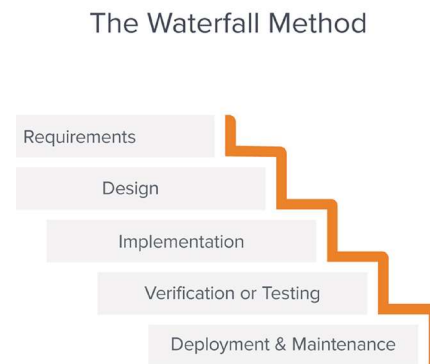 The Waterfall Method
Requirements
Design
Implementation
Verification or Testing
Deployment & Maintenance